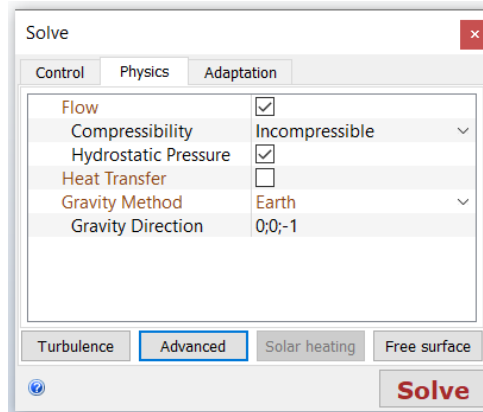 Solve
Control Physics Adaptation
Flow
Compressibility Incompressible
Hydrostatic Pressure
Heat Transfer
Gravity Method Earth
Gravity Direction 0;0;-1
Turbulence Advanced Solar heating Free surface
Solve